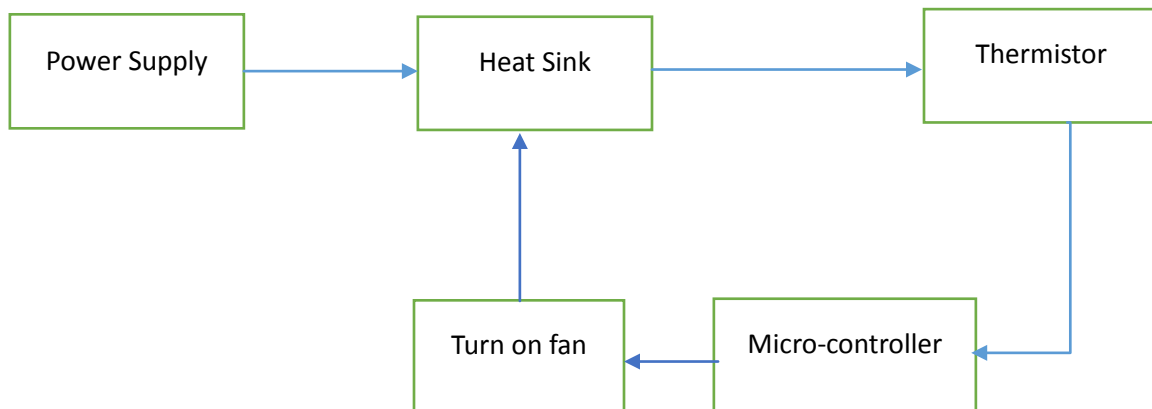 Power Supply
Heat Sink
Thermistor
Turn on fan
Micro-controller